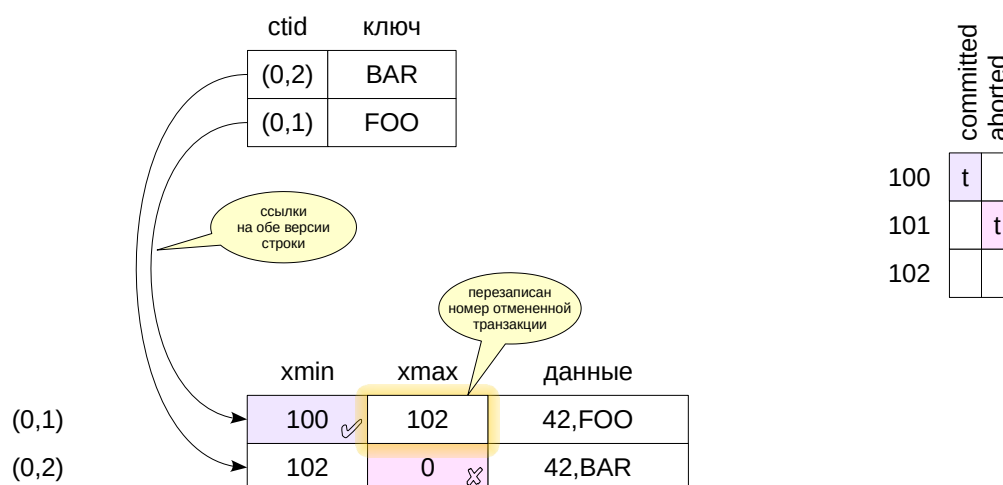 ctid ключ
(0,2) BAR
(0,1) FOO
committed
aborted
100 t
101 t
102
ссылки
на обе версии
строки
перезаписан
номер отмененной
транзакции
xmin xmax данные
(0,1) 100 102 42,FOO
(0,2) 102 0 42,BAR